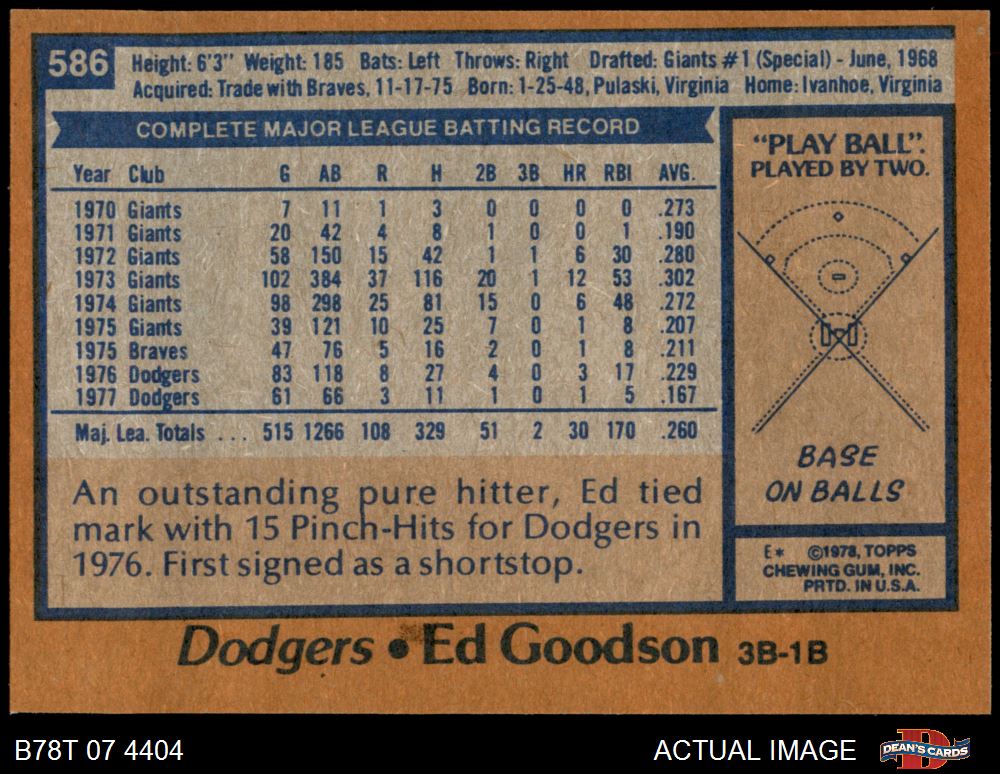 586
Height: 6'3" Weight: 185 Bats: Left Throws: Right Drafted: Giants #1 (Special) - June, 1968
Acquired: Trade with Braves, 11-17-75 Born: 1-25-48, Pulaski, Virginia Home: Ivanhoe, Virginia
COMPLETE MAJOR LEAGUE BATTING RECORD
Year Club G AB R H 2B 3B HR RBI AVG.
1970 Giants 7 11 1 3 0 0 0 0 .273
1971 Giants 20 42 4 8 1 0 0 1 .190
1972 Giants 58 150 15 42 1 1 6 30 .280
1973 Giants 102 384 37 116 20 1 12 53 .302
1974 Giants 98 298 25 81 15 0 6 48 .272
1975 Giants 39 121 10 25 7 0 1 8 .207
1975 Braves 47 76 5 16 2 0 1 8 .211
1976 Dodgers 83 118 8 27 4 0 3 17 .229
1977 Dodgers 61 66 3 11 1 0 1 5 .167
Maj. Lea. Totals ... 515 1266 108 329 51 2 30 170 .260
An outstanding pure hitter, Ed tied
mark with 15 Pinch-Hits for Dodgers in
1976. First signed as a shortstop.
"PLAY BALL".
PLAYED BY TWO.
BASE
ON BALLS
E* ©1978, TOPPS
CHEWING GUM, INC.
PRTD. IN U.S.A.
Dodgers • Ed Goodson 3B-1B
B78T 07 4404
ACTUAL IMAGE
DEAN'S CARDS